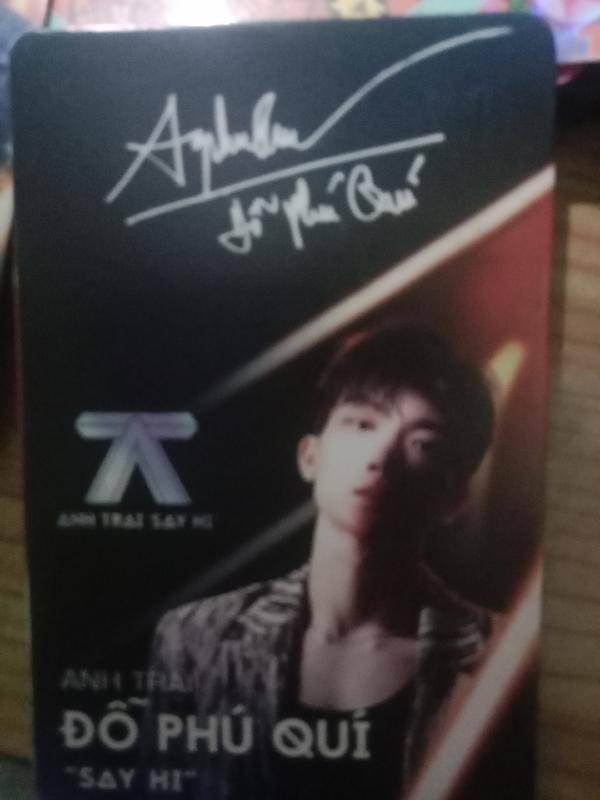 Đỗ Phú Quí
ANH TRAI SAY HI
ANH TRAI
ĐỖ PHÚ QUÍ
"SAY HI"